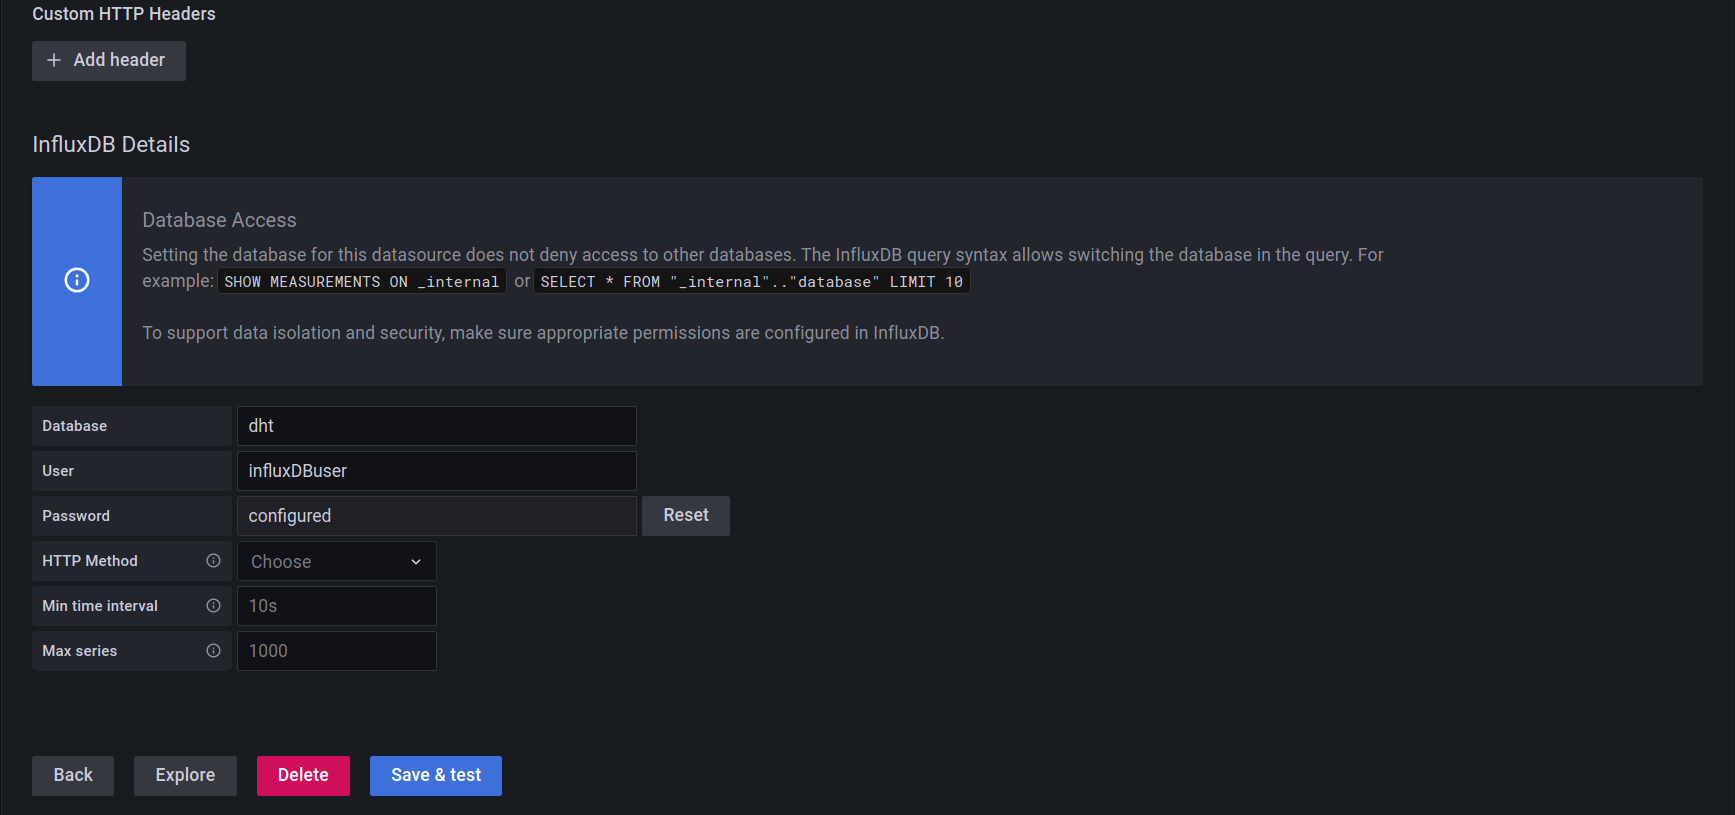 Custom HTTP Headers
+ Add header
InfluxDB Details
Database Access
Setting the database for this datasource does not deny access to other databases. The InfluxDB query syntax allows switching the database in the query. For
example: SHOW MEASUREMENTS ON _internal or SELECT * FROM "_internal".."database" LIMIT 10
To support data isolation and security, make sure appropriate permissions are configured in InfluxDB.
Database dht
User influxDBuser
Password configured Reset
HTTP Method Choose
Min time interval 10s
Max series 1000
Back Explore Delete Save & test